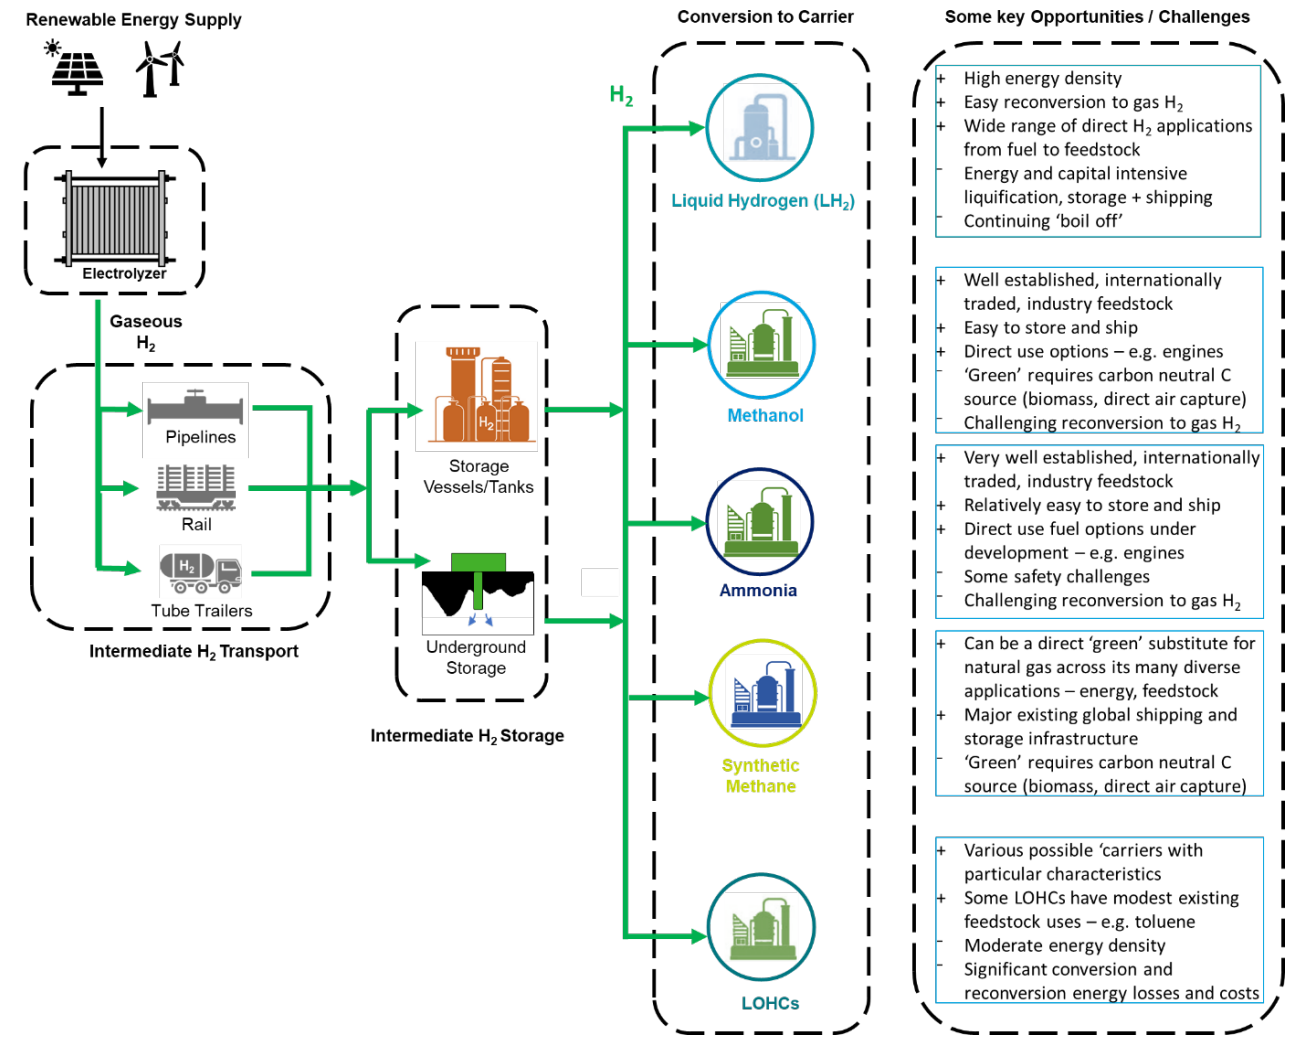 Renewable Energy Supply
Electrolyzer
Gaseous
H₂
Pipelines
Rail
H₂
Tube Trailers
Intermediate H₂ Transport
H₂
Storage
Vessels/Tanks
Underground
Storage
Intermediate H₂ Storage
H₂
Conversion to Carrier
Liquid Hydrogen (LH₂)
Methanol
Ammonia
Synthetic
Methane
LOHCs
Some key Opportunities / Challenges
+ High energy density
+ Easy reconversion to gas H₂
+ Wide range of direct H₂ applications
from fuel to feedstock
- Energy and capital intensive
liquification, storage + shipping
- Continuing ‘boil off’
+ Well established, internationally
traded, industry feedstock
+ Easy to store and ship
+ Direct use options – e.g. engines
- ‘Green’ requires carbon neutral C
source (biomass, direct air capture)
- Challenging reconversion to gas H₂
+ Very well established, internationally
traded, industry feedstock
+ Relatively easy to store and ship
+ Direct use fuel options under
development – e.g. engines
- Some safety challenges
- Challenging reconversion to gas H₂
+ Can be a direct ‘green’ substitute for
natural gas across its many diverse
applications – energy, feedstock
+ Major existing global shipping and
storage infrastructure
- ‘Green’ requires carbon neutral C
source (biomass, direct air capture)
+ Various possible ‘carriers with
particular characteristics
+ Some LOHCs have modest existing
feedstock uses – e.g. toluene
- Moderate energy density
- Significant conversion and
reconversion energy losses and costs